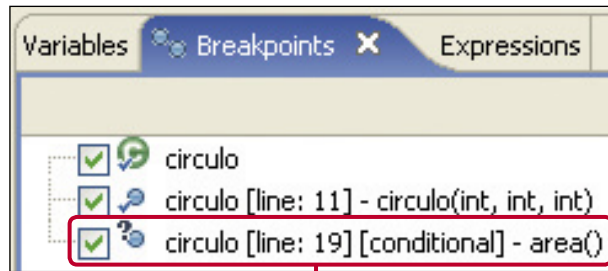 Variables Breakpoints Expressions
circulo
circulo [line: 11] - circulo(int, int, int)
circulo [line: 19] [conditional] - area()